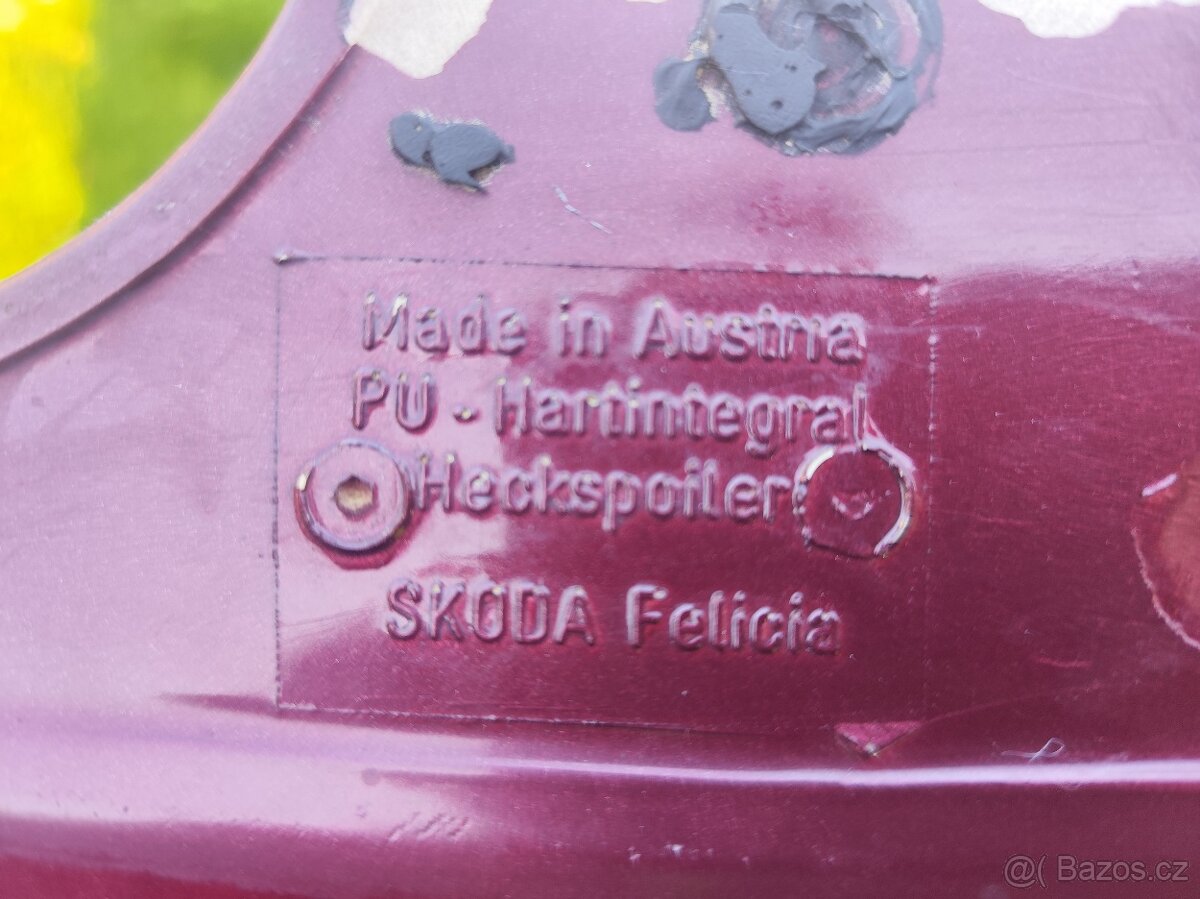 Made in Austria
PU - Hartintegral
Heckspoiler
SKODA Felicia
@( Bazos.cz